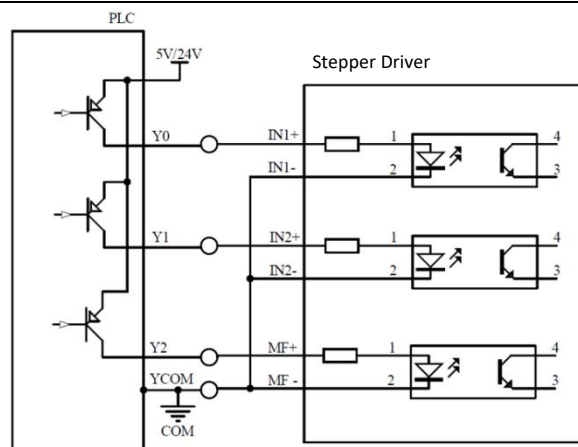 PLC
5V/24V
Stepper Driver
Y0
IN1+
1
4
IN1-
2
3
Y1
IN2+
1
4
IN2-
2
3
Y2
MF+
1
4
YCOM
MF -
2
3
COM